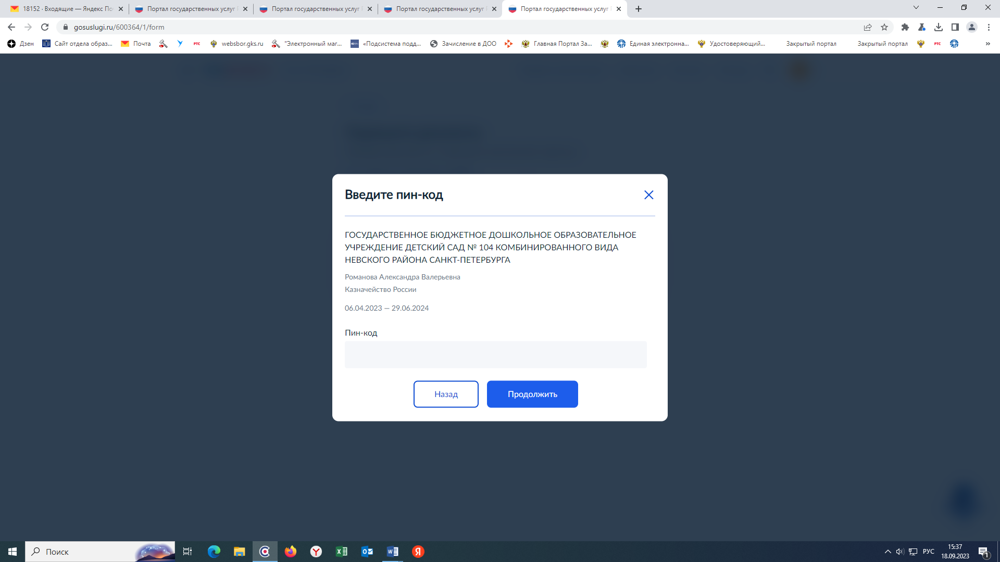 18152 · Входящие — Яндекс По
Портал государственных услуг
Портал государственных услуг
Портал государственных услуг
Портал государственных услуг
gosuslugi.ru/600364/1/form
Дзен
Сайт отдела образ...
Почта
РТС
websbor.gks.ru
"Электронный маг...
«Подсистема подд...
Зачисление в ДОО
Главная Портал За...
Единая электронна...
Удостоверяющий...
Закрытый портал
Закрытый портал
РТС
Введите пин-код
ГОСУДАРСТВЕННОЕ БЮДЖЕТНОЕ ДОШКОЛЬНОЕ ОБРАЗОВАТЕЛЬНОЕ
УЧРЕЖДЕНИЕ ДЕТСКИЙ САД № 104 КОМБИНИРОВАННОГО ВИДА
НЕВСКОГО РАЙОНА САНКТ-ПЕТЕРБУРГА
Романова Александра Валерьевна
Казначейство России
06.04.2023 — 29.06.2024
Пин-код
Назад
Продолжить
Поиск
РУС
15:37
18.09.2023
1